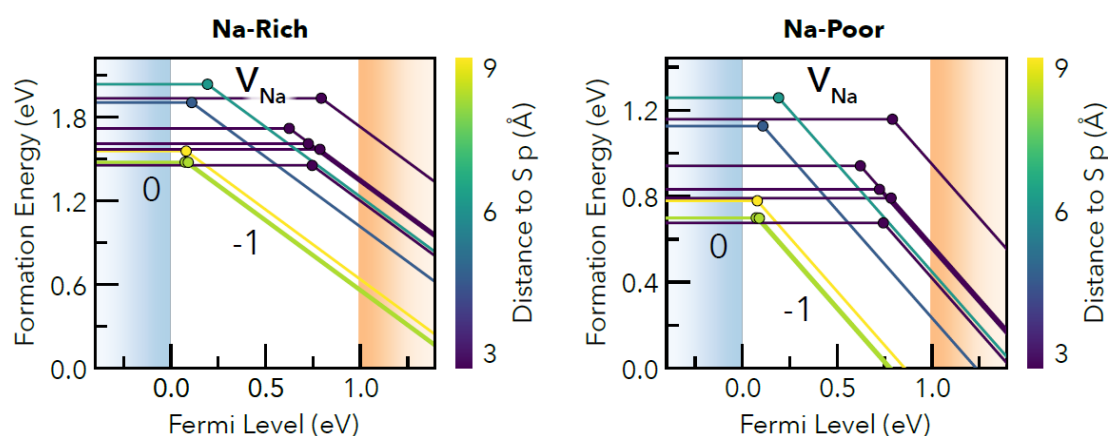 Na-Rich
Formation Energy (eV)
1.8
1.2
0.6
0.0
V Na
0
-1
0.0 0.5 1.0
Fermi Level (eV)
9
6
3
Distance to S p (Å)
Na-Poor
Formation Energy (eV)
1.2
0.8
0.4
0.0
V Na
0
-1
0.0 0.5 1.0
Fermi Level (eV)
9
6
3
Distance to S p (Å)